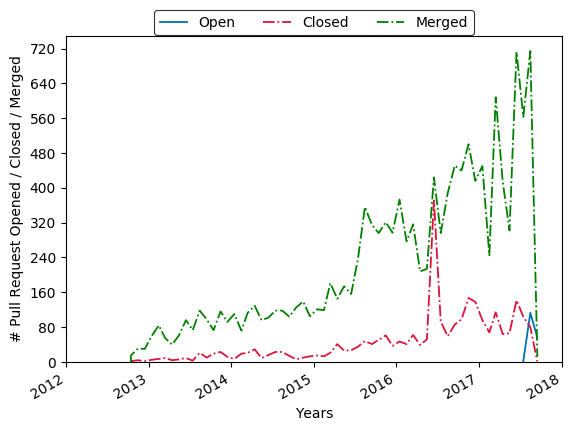 Open Closed Merged
# Pull Request Opened / Closed / Merged
720
640
560
480
400
320
240
160
80
0
2012 2013 2014 2015 2016 2017 2018
Years